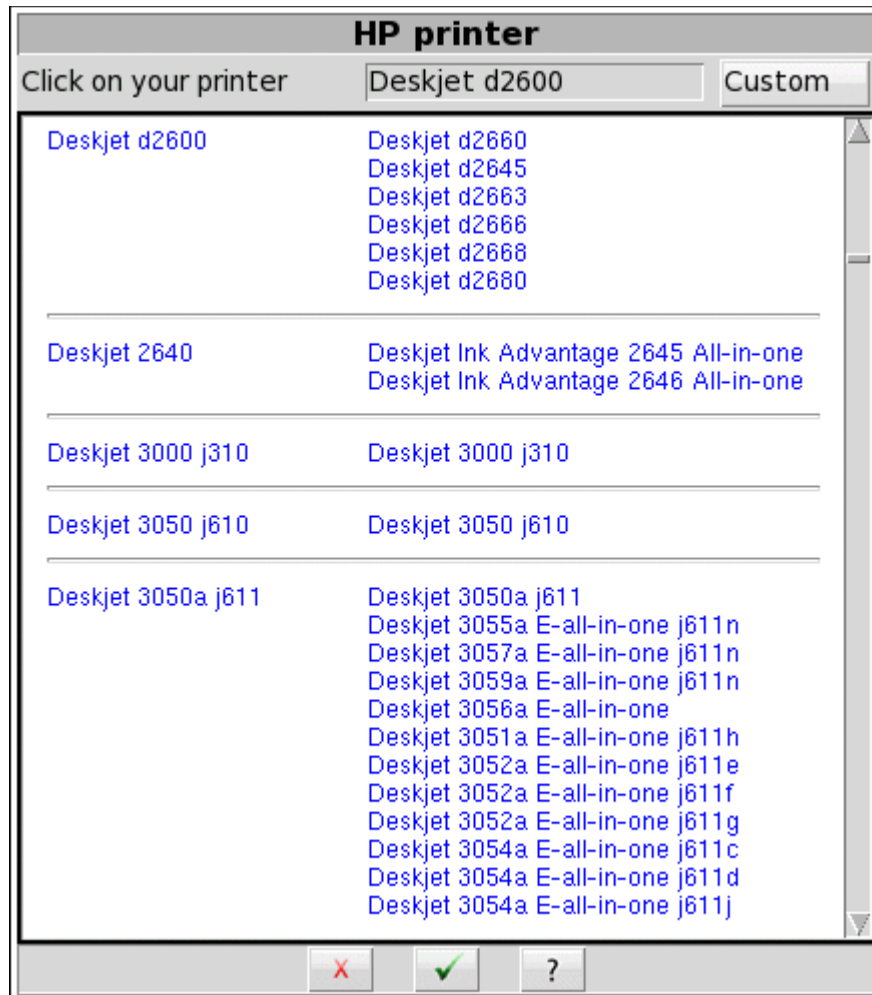 HP printer
Click on your printer Deskjet d2600 Custom
Deskjet d2600 Deskjet d2660
Deskjet d2645
Deskjet d2663
Deskjet d2666
Deskjet d2668
Deskjet d2680
Deskjet 2640 Deskjet Ink Advantage 2645 All-in-one
Deskjet Ink Advantage 2646 All-in-one
Deskjet 3000 j310 Deskjet 3000 j310
Deskjet 3050 j610 Deskjet 3050 j610
Deskjet 3050a j611 Deskjet 3050a j611
Deskjet 3055a E-all-in-one j611n
Deskjet 3057a E-all-in-one j611n
Deskjet 3059a E-all-in-one j611n
Deskjet 3056a E-all-in-one
Deskjet 3051a E-all-in-one j611h
Deskjet 3052a E-all-in-one j611e
Deskjet 3052a E-all-in-one j611f
Deskjet 3052a E-all-in-one j611g
Deskjet 3054a E-all-in-one j611c
Deskjet 3054a E-all-in-one j611d
Deskjet 3054a E-all-in-one j611j
?